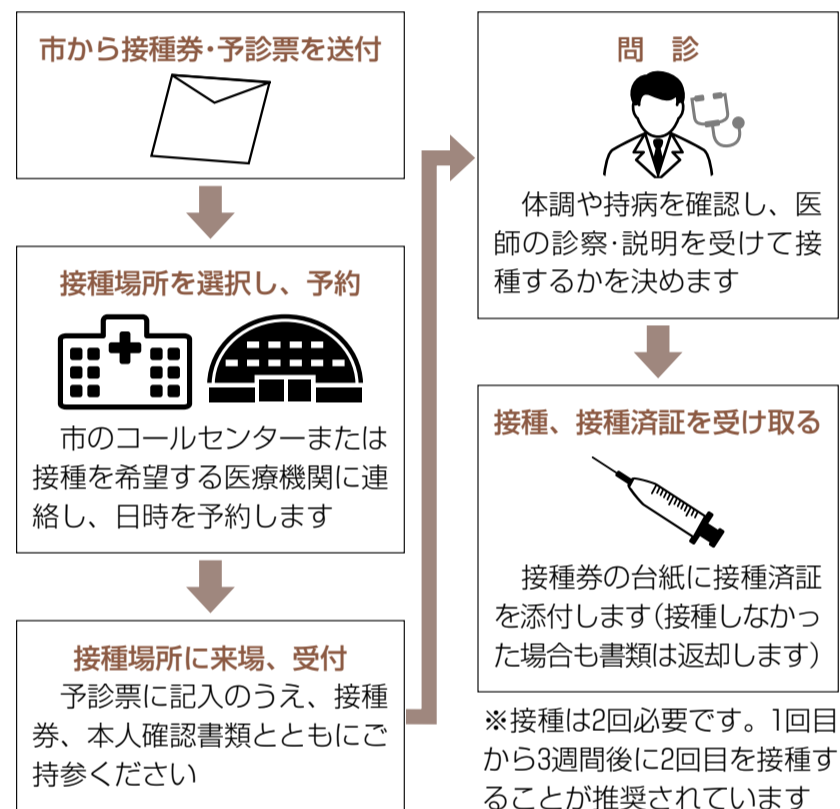 市から接種券・予診票を送付
接種場所を選択し、予約
市のコールセンターまたは
接種を希望する医療機関に連
絡し、日時を予約します
接種場所に来場、受付
予診票に記入のうえ、接種
券、本人確認書類とともにご
持参ください
問　診
体調や持病を確認し、医
師の診察・説明を受けて接
種するかを決めます
接種、接種済証を受け取る
接種券の台紙に接種済証
を添付します(接種しなかっ
た場合も書類は返却します)
※接種は2回必要です。1回目
から3週間後に2回目を接種す
ることが推奨されています